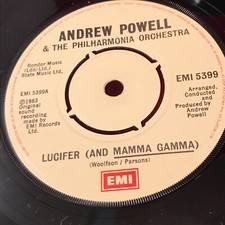 ANDREW POWELL
& THE PHILHARMONIA ORCHESTRA
Rondor Music
(Ldn) Ltd./
State Music Ltd.
EMI 5399
EMI 5399A
℗1983
Original
sound
recording
made by
EMI Records
Ltd.
Arranged,
Conducted
and
Produced by
Andrew
Powell
LUCIFER (AND MAMMA GAMMA)
(Woolfson / Parsons)
EMI